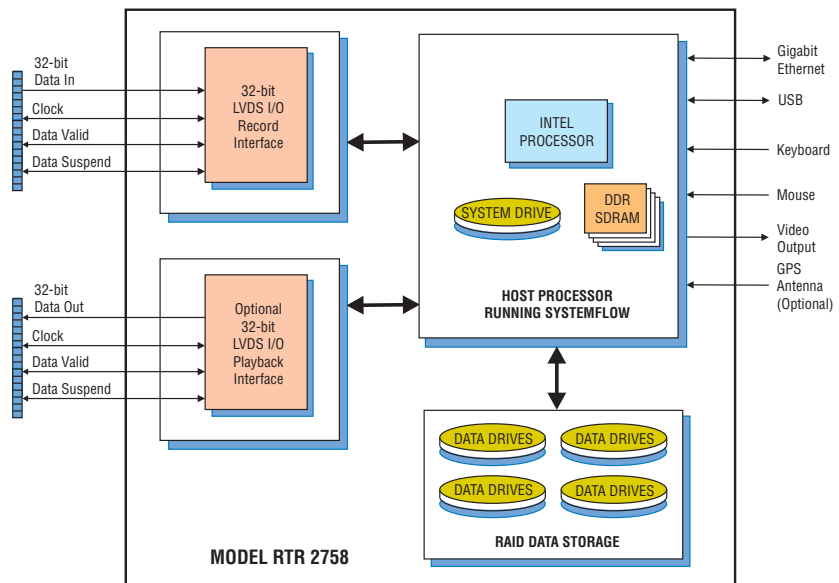 32-bit
Data In
Clock
Data Valid
Data Suspend
32-bit
LVDS I/O
Record
Interface
32-bit
Data Out
Clock
Data Valid
Data Suspend
Optional
32-bit
LVDS I/O
Playback
Interface
INTEL
PROCESSOR
SYSTEM DRIVE
DDR
SDRAM
HOST PROCESSOR
RUNNING SYSTEMFLOW
Gigabit
Ethernet
USB
Keyboard
Mouse
Video
Output
GPS
Antenna
(Optional)
DATA DRIVES
DATA DRIVES
DATA DRIVES
DATA DRIVES
RAID DATA STORAGE
MODEL RTR 2758